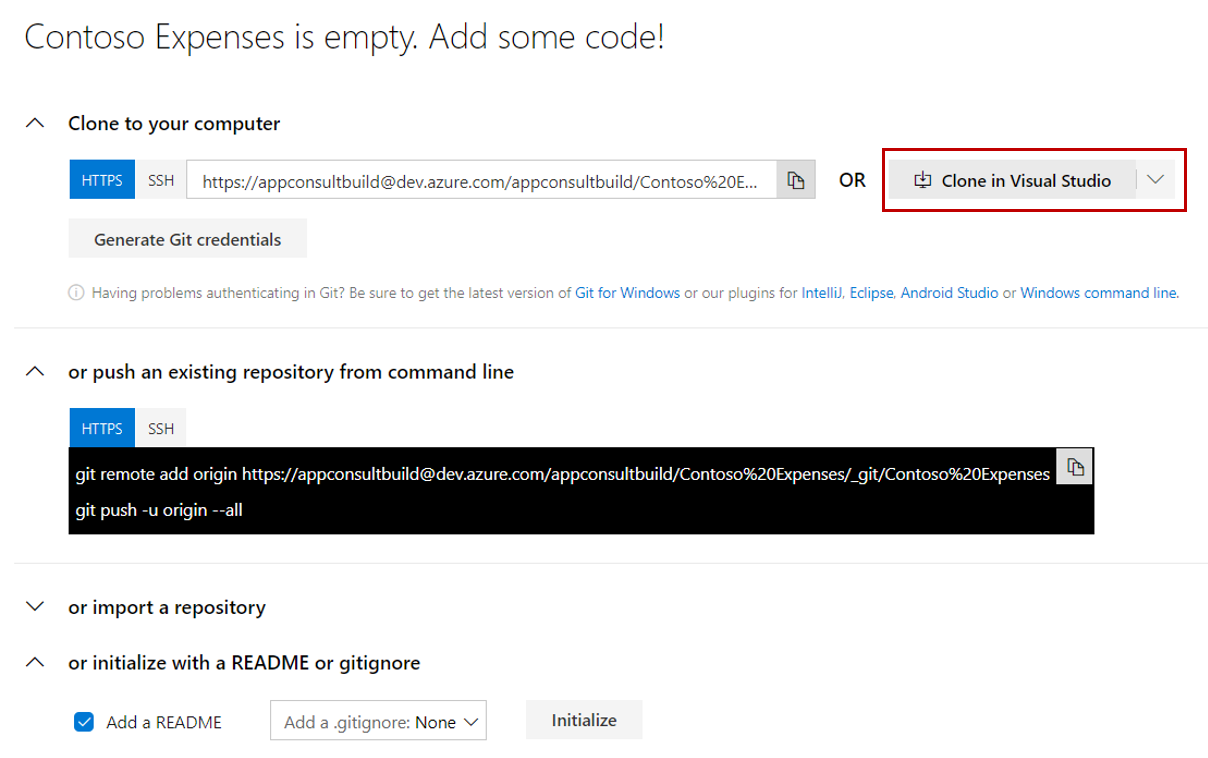 Contoso Expenses is empty. Add some code!
Clone to your computer
HTTPS SSH https://appconsultbuild@dev.azure.com/appconsultbuild/Contoso%20E... OR Clone in Visual Studio
Generate Git credentials
Having problems authenticating in Git? Be sure to get the latest version of Git for Windows or our plugins for IntelliJ, Eclipse, Android Studio or Windows command line.
or push an existing repository from command line
HTTPS SSH
git remote add origin https://appconsultbuild@dev.azure.com/appconsultbuild/Contoso%20Expenses/_git/Contoso%20Expenses
git push -u origin --all
or import a repository
or initialize with a README or gitignore
Add a README Add a .gitignore: None Initialize